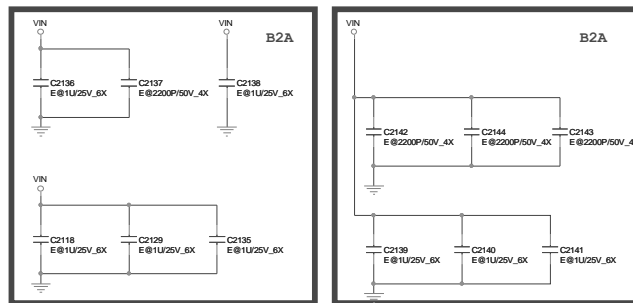 VIN
VIN
B2A
C2136
E@1U/25V_6X
C2137
E@2200P/50V_4X
C2138
E@1U/25V_6X
VIN
C2118
E@1U/25V_6X
C2129
E@1U/25V_6X
C2135
E@1U/25V_6X
VIN
B2A
C2142
E@2200P/50V_4X
C2144
E@2200P/50V_4X
C2143
E@2200P/50V_4
C2139
E@1U/25V_6X
C2140
E@1U/25V_6X
C2141
E@1U/25V_6X